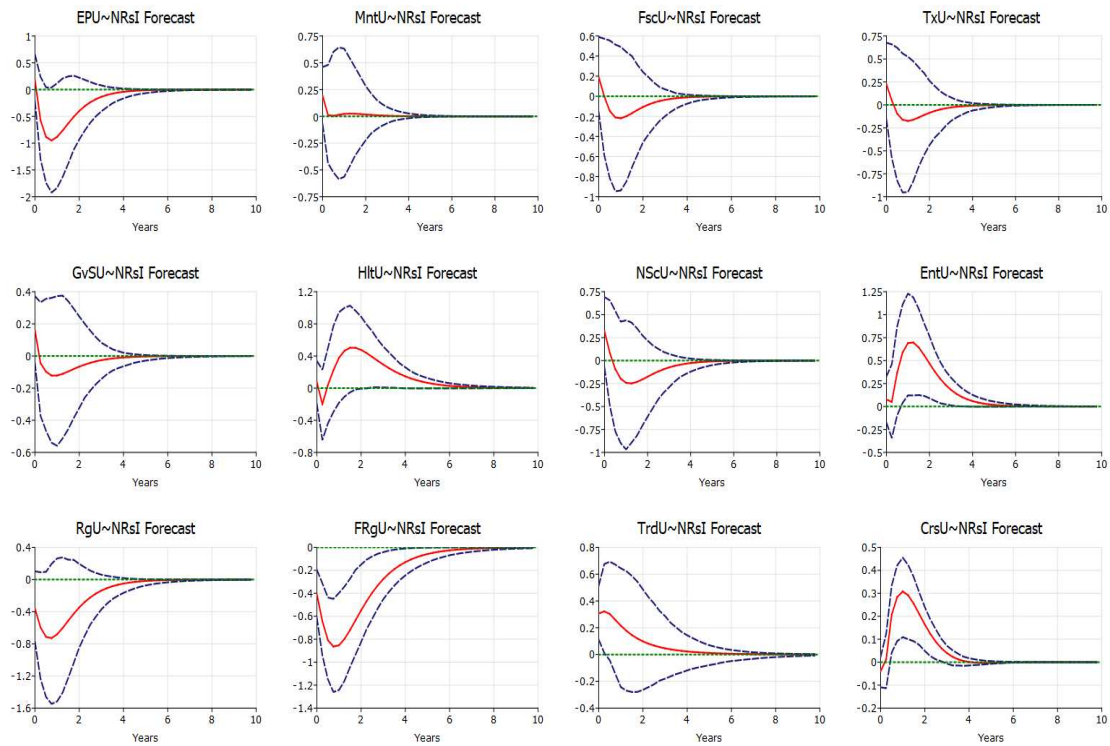 EPU~NRsI Forecast
1
0.5
0
-0.5
-1
-1.5
-2
0 2 4 6 8 10
Years
MntU~NRsI Forecast
0.75
0.5
0.25
0
-0.25
-0.5
-0.75
0 2 4 6 8 10
Years
FscU~NRsI Forecast
0.6
0.4
0.2
0
-0.2
-0.4
-0.6
-0.8
-1
0 2 4 6 8 10
Years
TxU~NRsI Forecast
0.75
0.5
0.25
0
-0.25
-0.5
-0.75
-1
0 2 4 6 8 10
Years
GvSU~NRsI Forecast
0.4
0.2
0
-0.2
-0.4
-0.6
0 2 4 6 8 10
Years
HltU~NRsI Forecast
1.2
0.8
0.4
0
-0.4
-0.8
0 2 4 6 8 10
Years
NScU~NRsI Forecast
0.75
0.5
0.25
0
-0.25
-0.5
-0.75
-1
0 2 4 6 8 10
Years
EntU~NRsI Forecast
1.25
1
0.75
0.5
0.25
0
-0.25
-0.5
0 2 4 6 8 10
Years
RgU~NRsI Forecast
0.4
0
-0.4
-0.8
-1.2
-1.6
0 2 4 6 8 10
Years
FRgU~NRsI Forecast
0
-0.2
-0.4
-0.6
-0.8
-1
-1.2
-1.4
0 2 4 6 8 10
Years
TrdU~NRsI Forecast
0.8
0.6
0.4
0.2
0
-0.2
-0.4
0 2 4 6 8 10
Years
CrsU~NRsI Forecast
0.5
0.4
0.3
0.2
0.1
0
-0.1
-0.2
0 2 4 6 8 10
Years